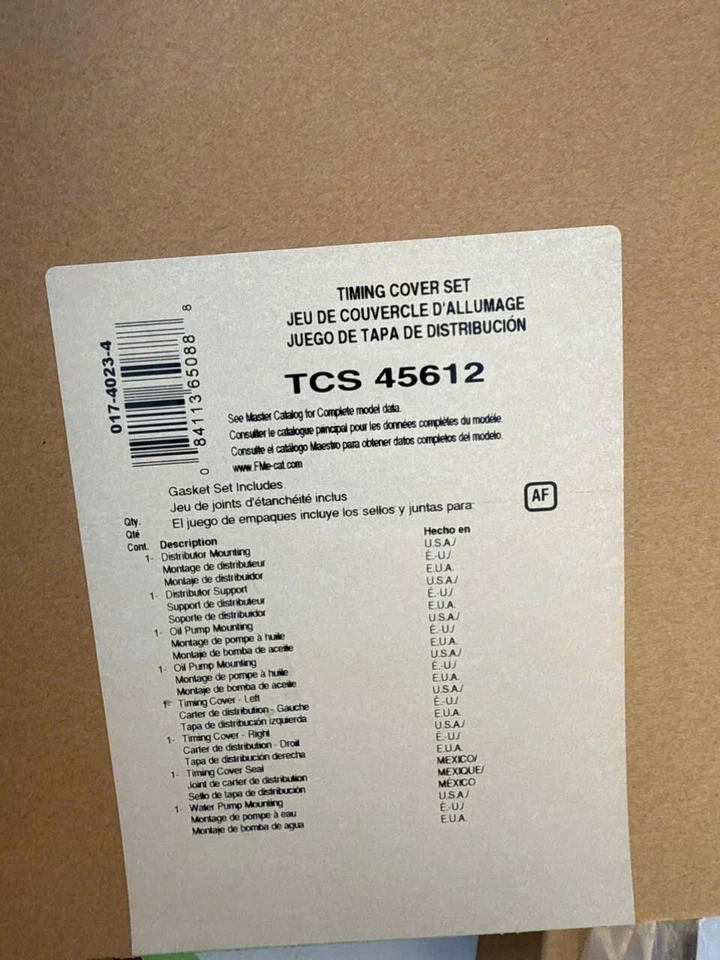 TIMING COVER SET
JEU DE COUVERCLE D'ALLUMAGE
JUEGO DE TAPA DE DISTRIBUCIÓN
TCS 45612
017-4023-4
0 84113 65088 8
See Master Catalog for Complete model data.
Consulter le catalogue principal pour les données complètes du modèle.
Consulte el catálogo Maestro para obtener datos completos del modelo.
www.FMe-cat.com
Gasket Set Includes
Jeu de joints d'étanchéité inclus
El juego de empaques incluye los sellos y juntas para:
AF
Qty.
Qté
Cont. Description Hecho en
1- Distributor Mounting U.S.A./
Montage de distributeur É.-U./
Montaje de distribuidor E.U.A.
1- Distributor Support U.S.A./
Support de distributeur É.-U./
Soporte de distribuidor E.U.A.
1- Oil Pump Mounting U.S.A./
Montage de pompe à huile É.-U./
Montaje de bomba de aceite E.U.A.
1- Oil Pump Mounting U.S.A./
Montage de pompe à huile É.-U./
Montaje de bomba de aceite E.U.A.
1- Timing Cover - Left U.S.A./
Carter de distribution - Gauche É.-U./
Tapa de distribución izquierda E.U.A.
1- Timing Cover - Right U.S.A./
Carter de distribution - Droit É.-U./
Tapa de distribución derecha E.U.A.
1- Timing Cover Seal MEXICO/
Joint de carter de distribution MEXIQUE/
Sello de tapa de distribución MÉXICO
1- Water Pump Mounting U.S.A./
Montage de pompe à eau É.-U./
Montaje de bomba de agua E.U.A.